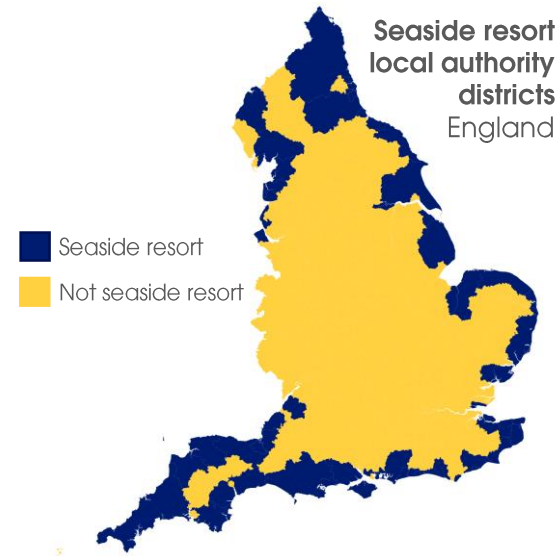 Seaside resort
local authority
districts
England
Seaside resort
Not seaside resort